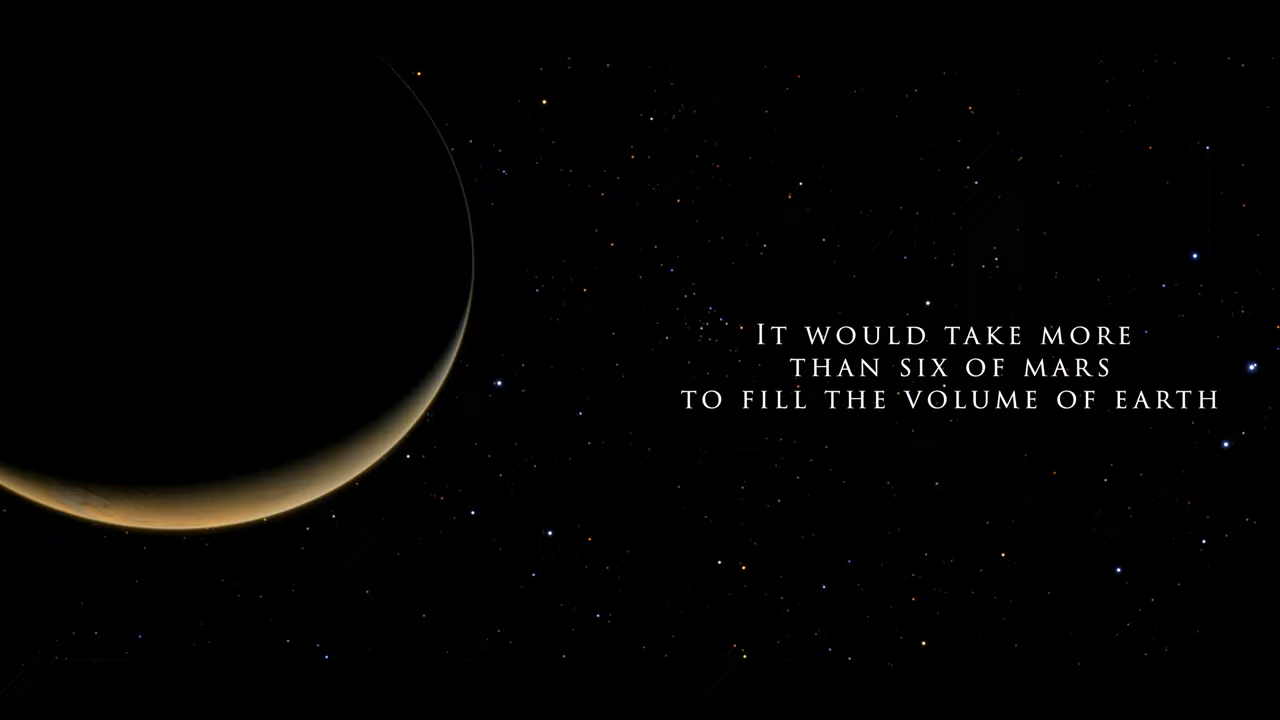 It would take more
than six of Mars
to fill the volume of Earth